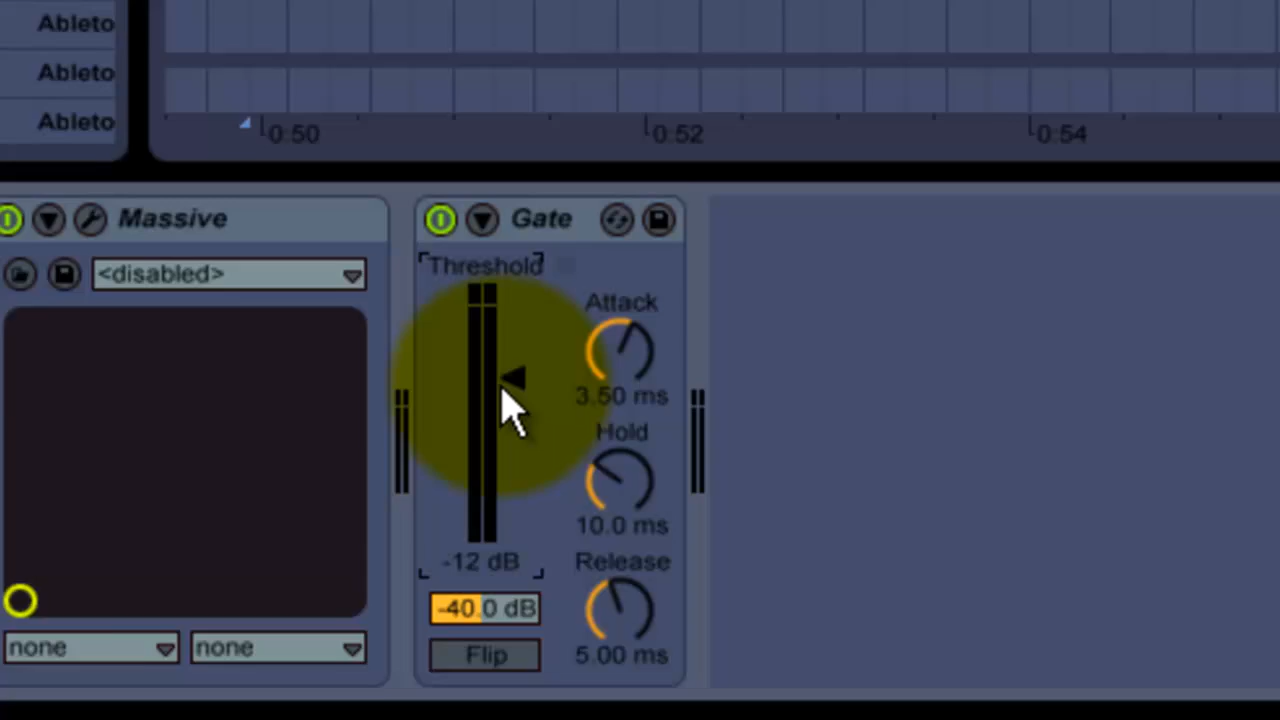 Ableto
Ableto
Ableto
0:50 0:52 0:54
Massive
Gate
<disabled>
Threshold
Attack
3.50 ms
Hold
10.0 ms
-12 dB
Release
-40.0 dB
Flip
5.00 ms
none
none